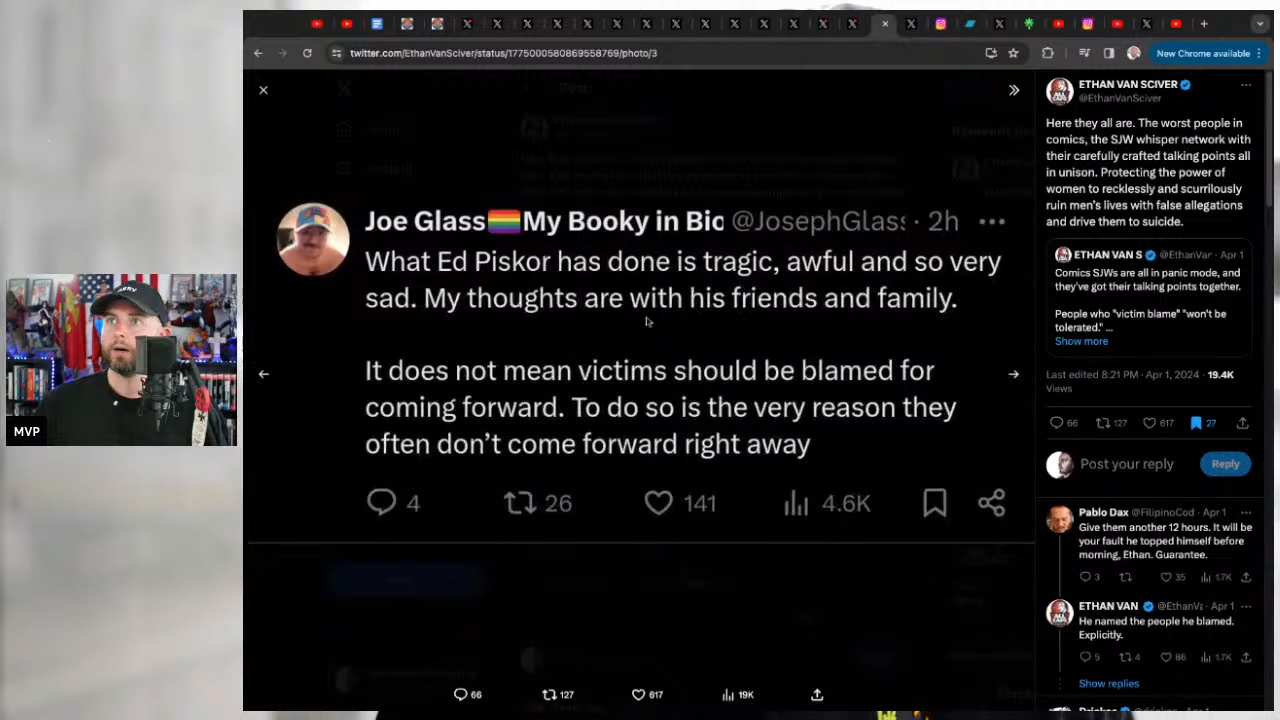 New Chrome available
twitter.com/EthanVanSciver/status/1775000580869558769/photo/3
Joe Glass🏳️‍🌈My Booky in Bio @JosephGlass · 2h
What Ed Piskor has done is tragic, awful and so very
sad. My thoughts are with his friends and family.
It does not mean victims should be blamed for
coming forward. To do so is the very reason they
often don’t come forward right away
4 26 141 4.6K
66 127 617 19K
MVP
ETHAN VAN SCIVER
@EthanVanSciver
Here they all are. The worst people in
comics, the SJW whisper network with
their carefully crafted talking points all
in unison. Protecting the power of
women to recklessly and scurrilously
ruin men's lives with false allegations
and drive them to suicide.
ETHAN VAN S @EthanVar · Apr 1
Comics SJWs are all in panic mode, and
they've got their talking points together.
People who "victim blame" "won't be
tolerated." ...
Show more
Last edited 8:21 PM · Apr 1, 2024 · 19.4K
Views
66 127 617 27
Post your reply
Reply
Pablo Dax @FilipinoCod · Apr 1
Give them another 12 hours. It will be
your fault he topped himself before
morning, Ethan. Guarantee.
3 35 1.7K
ETHAN VAN @EthanVa · Apr 1
He named the people he blamed.
Explicitly.
5 4 86 1.7K
Show replies